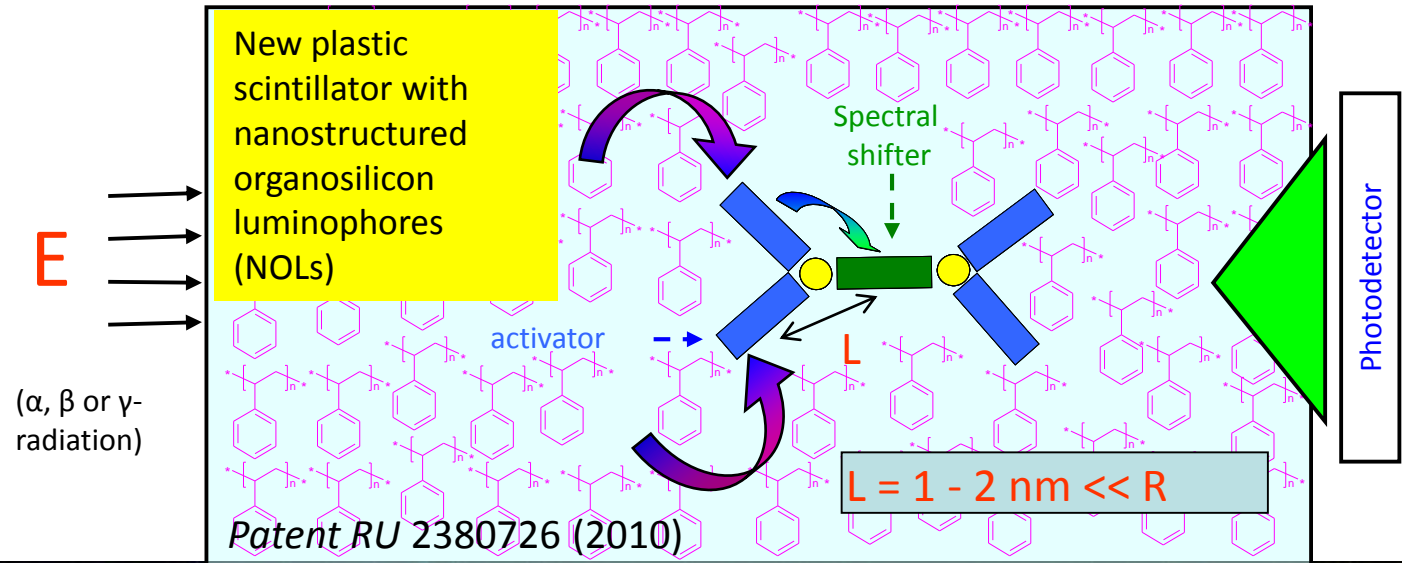 New plastic
scintillator with
nanostructured
organosilicon
luminophores
(NOLs)
Spectral
shifter
E
activator
L
(α, β or γ-
radiation)
L = 1 - 2 nm << R
Patent RU 2380726 (2010)
Photodetector